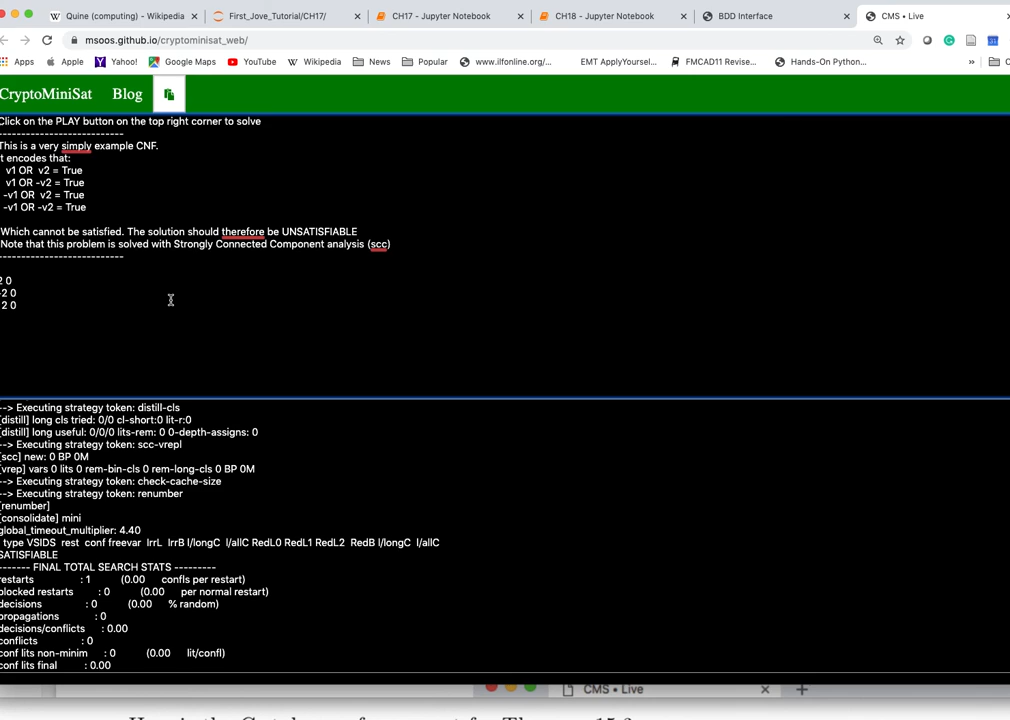 Quine (computing) - Wikipedia
First_Jove_Tutorial/CH17/
CH17 - Jupyter Notebook
CH18 - Jupyter Notebook
BDD Interface
CMS • Live
msoos.github.io/cryptominisat_web/
Apps
Apple
Yahoo!
Google Maps
YouTube
Wikipedia
News
Popular
www.ilfonline.org/...
EMT ApplyYoursel...
FMCAD11 Revise...
Hands-On Python...
»
CryptoMiniSat Blog
Click on the PLAY button on the top right corner to solve
---------------------------
This is a very simply example CNF.
t encodes that:
v1 OR v2 = True
v1 OR -v2 = True
-v1 OR v2 = True
-v1 OR -v2 = True
Which cannot be satisfied. The solution should therefore be UNSATISFIABLE
Note that this problem is solved with Strongly Connected Component analysis (scc)
---------------------------
2 0
-2 0
2 0
--> Executing strategy token: distill-cls
[distill] long cls tried: 0/0 cl-short:0 lit-r:0
[distill] long useful: 0/0/0 lits-rem: 0 0-depth-assigns: 0
--> Executing strategy token: scc-vrepl
[scc] new: 0 BP 0M
[vrep] vars 0 lits 0 rem-bin-cls 0 rem-long-cls 0 BP 0M
--> Executing strategy token: check-cache-size
--> Executing strategy token: renumber
[renumber]
[consolidate] mini
global_timeout_multiplier: 4.40
type VSIDS rest conf freevar IrrL IrrB l/longC l/allC RedL0 RedL1 RedL2 RedB l/longC l/allC
SATISFIABLE
------- FINAL TOTAL SEARCH STATS ---------
restarts : 1 (0.00 confls per restart)
blocked restarts : 0 (0.00 per normal restart)
decisions : 0 (0.00 % random)
propagations : 0
decisions/conflicts : 0.00
conflicts : 0
conf lits non-minim : 0 (0.00 lit/confl)
conf lits final : 0.00
CMS • Live